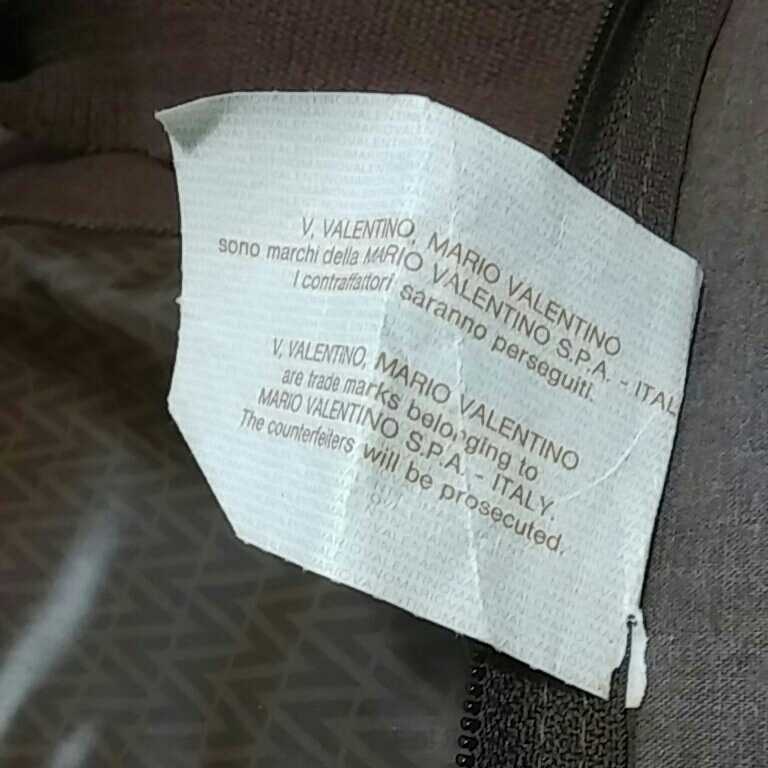 V, VALENTINO, MARIO VALENTINO
sono marchi della MARIO VALENTINO S.P.A. - ITAL
I contraffattori saranno perseguiti.
V, VALENTINO, MARIO VALENTINO
are trade marks belonging to
MARIO VALENTINO S.P.A. - ITALY.
The counterfeiters will be prosecuted.